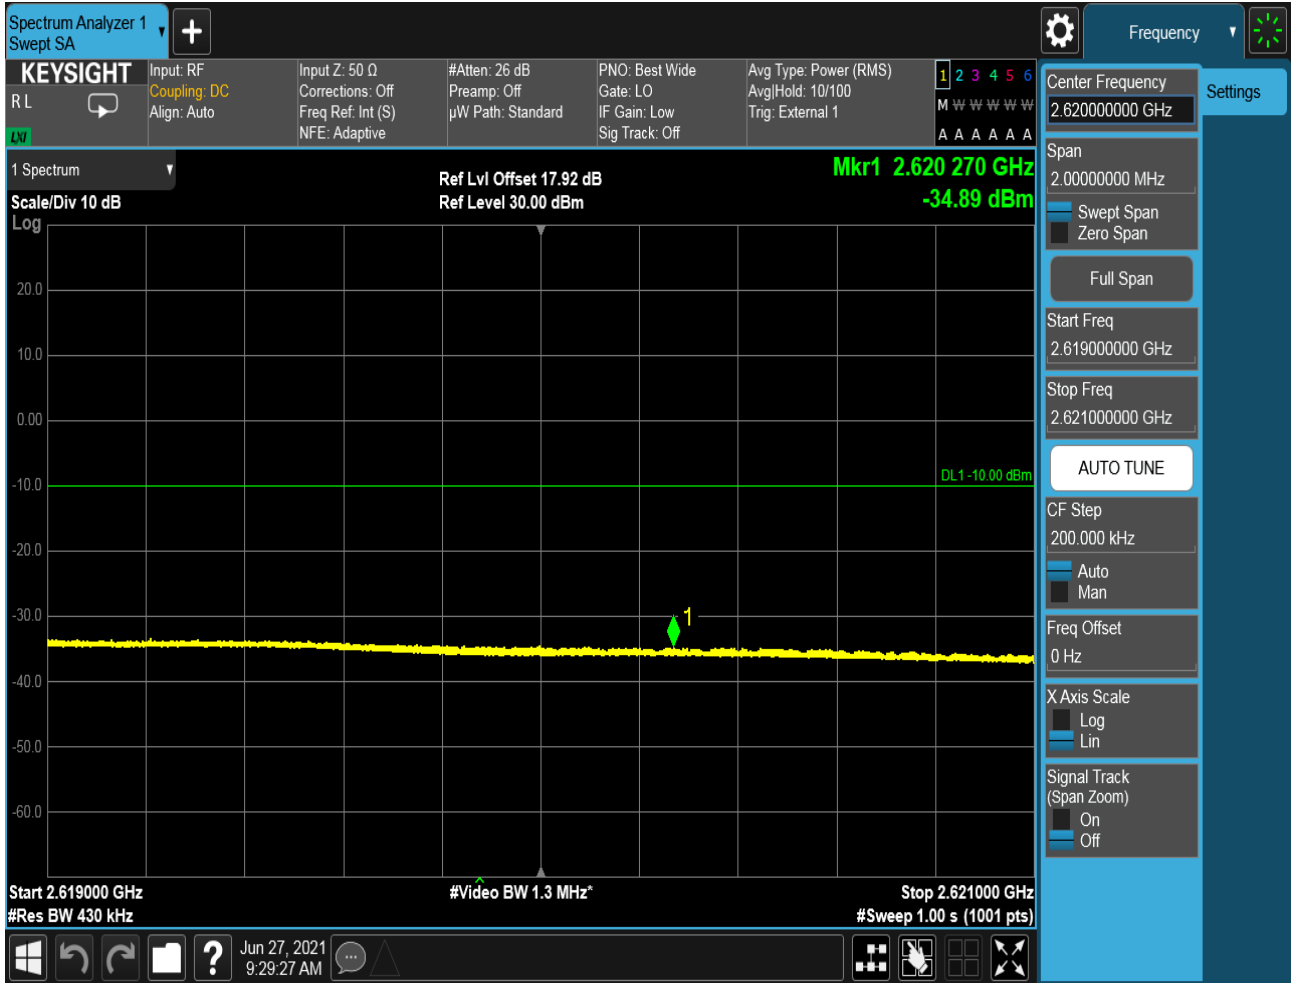 Spectrum Analyzer 1
Swept SA
Frequency
KEYSIGHT
R L
LXI
Input: RF
Coupling: DC
Align: Auto
Input Z: 50 Ω
Corrections: Off
Freq Ref: Int (S)
NFE: Adaptive
#Atten: 26 dB
Preamp: Off
µW Path: Standard
PNO: Best Wide
Gate: LO
IF Gain: Low
Sig Track: Off
Avg Type: Power (RMS)
Avg|Hold: 10/100
Trig: External 1
1 2 3 4 5 6
M W W W W W
A A A A A A
1 Spectrum
Scale/Div 10 dB
Log
Ref Lvl Offset 17.92 dB
Ref Level 30.00 dBm
Mkr1 2.620 270 GHz
-34.89 dBm
20.0
10.0
0.00
-10.0
-20.0
-30.0
-40.0
-50.0
-60.0
DL1 -10.00 dBm
1
Start 2.619000 GHz
#Res BW 430 kHz
#Video BW 1.3 MHz*
Stop 2.621000 GHz
#Sweep 1.00 s (1001 pts)
Jun 27, 2021
9:29:27 AM
?
Center Frequency
2.620000000 GHz
Settings
Span
2.00000000 MHz
Swept Span
Zero Span
Full Span
Start Freq
2.619000000 GHz
Stop Freq
2.621000000 GHz
AUTO TUNE
CF Step
200.000 kHz
Auto
Man
Freq Offset
0 Hz
X Axis Scale
Log
Lin
Signal Track
(Span Zoom)
On
Off